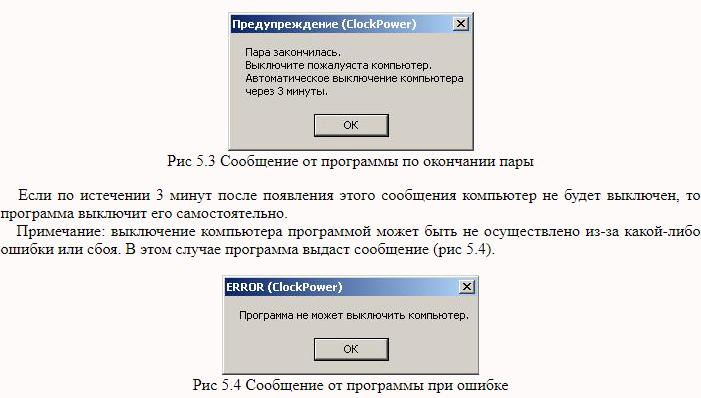 Предупреждение (ClockPower)
Пара закончилась.
Выключите пожалуяста компьютер.
Автоматическое выключение компьютера
через 3 минуты.
OK
Рис 5.3 Сообщение от программы по окончании пары
Если по истечении 3 минут после появления этого сообщения компьютер не будет выключен, то
программа выключит его самостоятельно.
Примечание: выключение компьютера программой может быть не осуществлено из-за какой-либо
ошибки или сбоя. В этом случае программа выдаст сообщение (рис 5.4).
ERROR (ClockPower)
Программа не может выключить компьютер.
OK
Рис 5.4 Сообщение от программы при ошибке